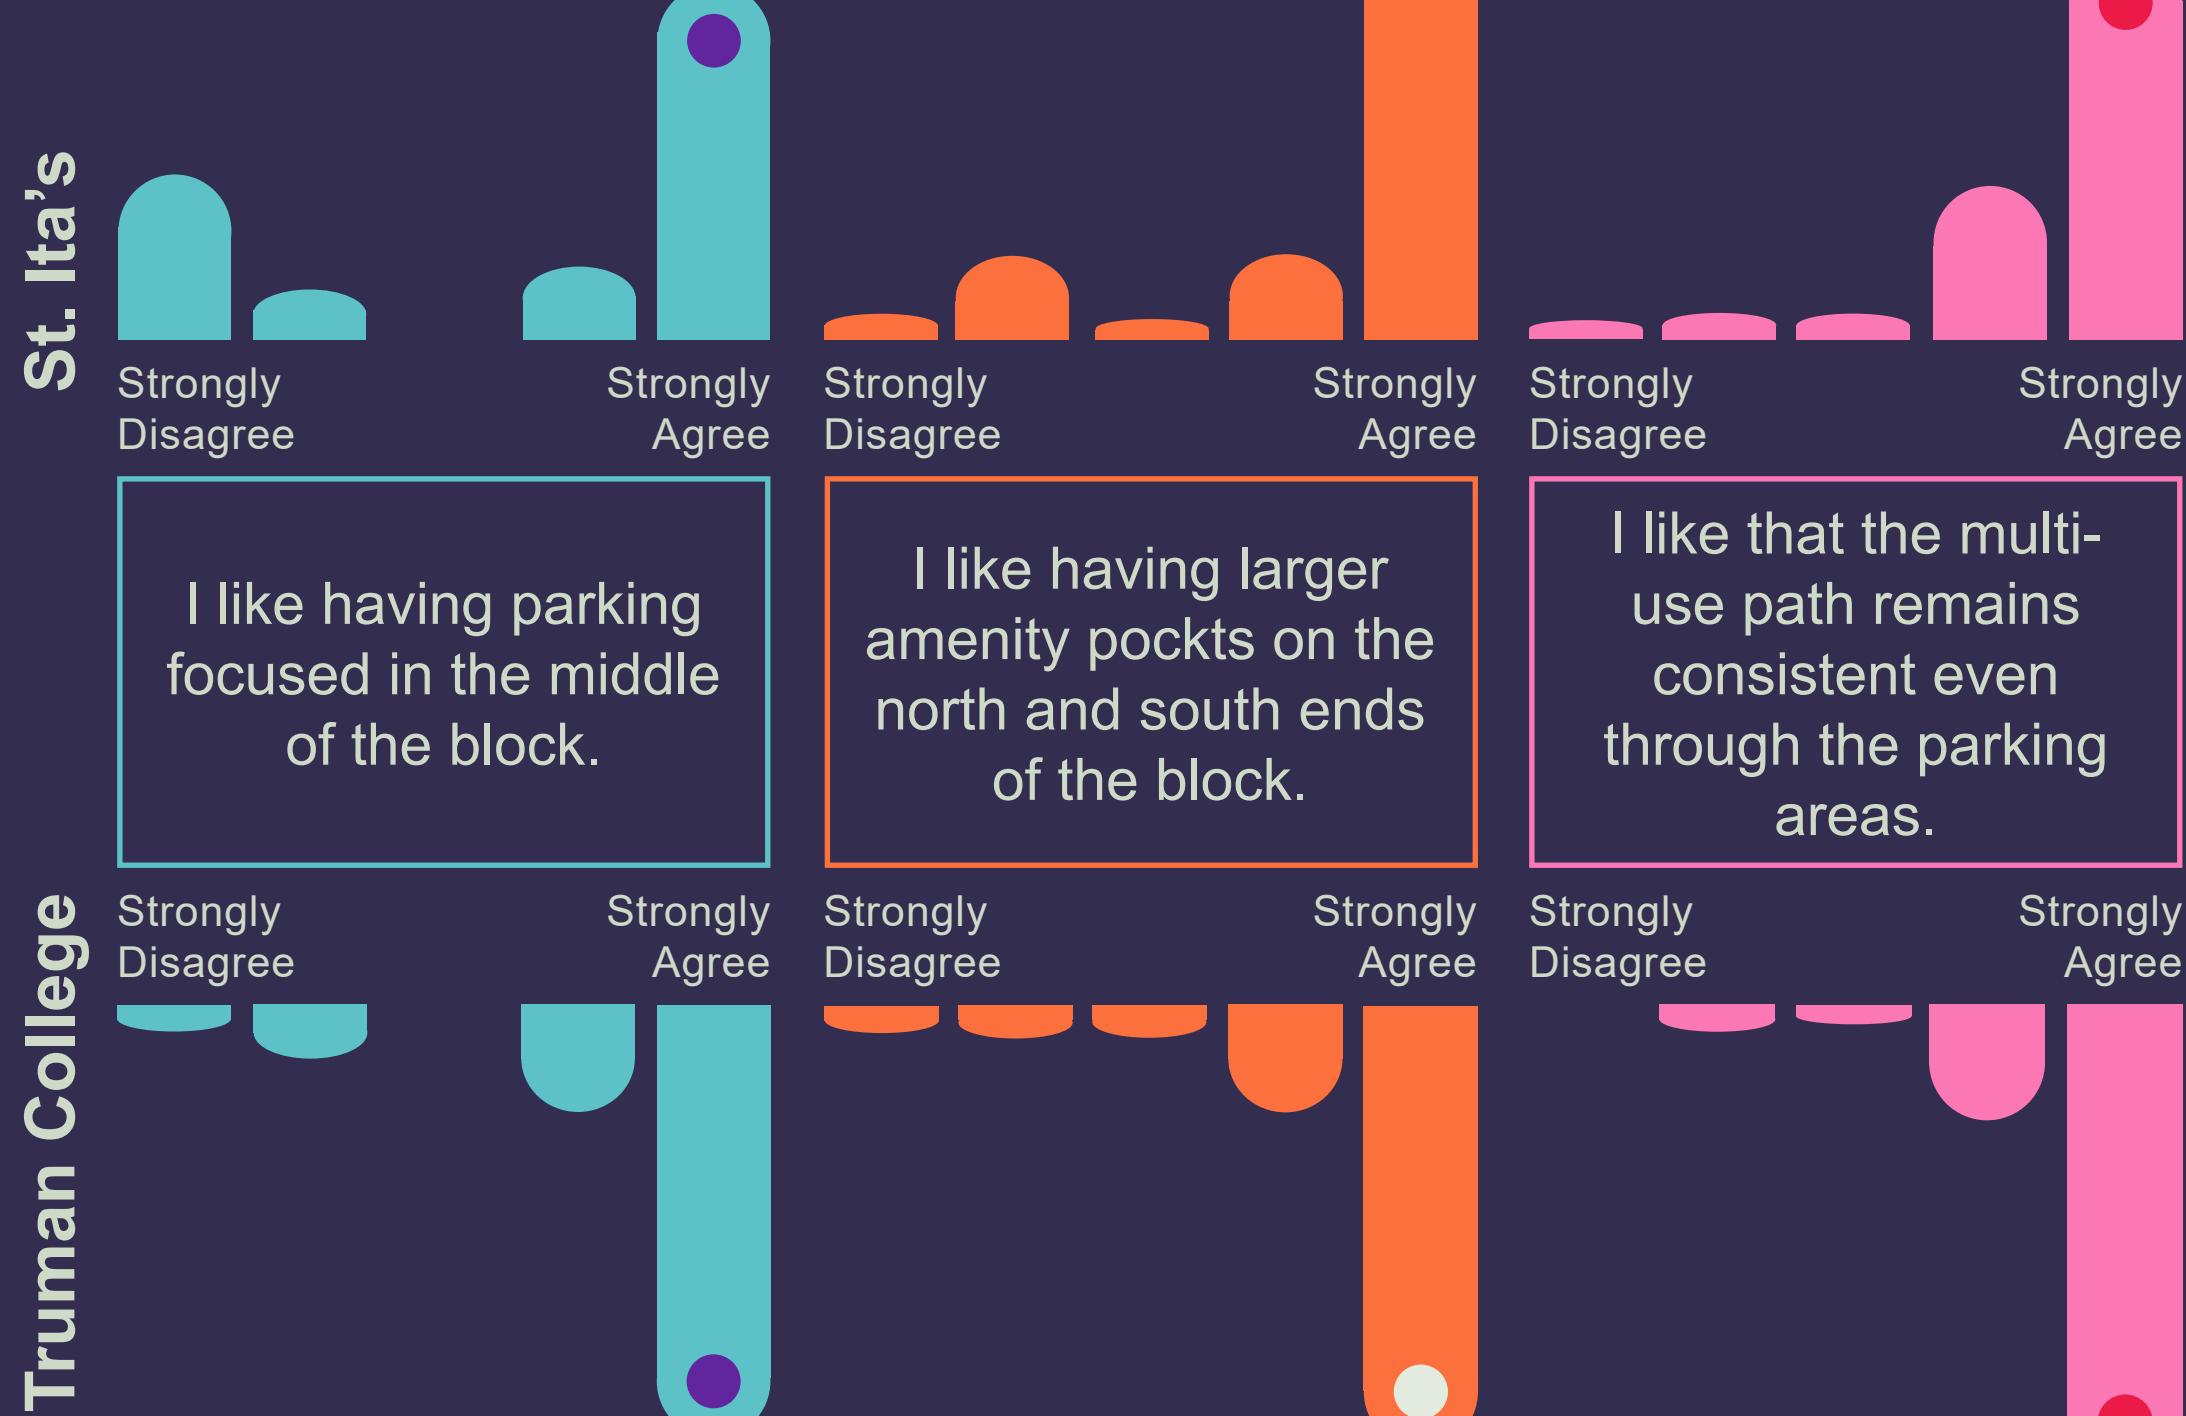 St. Ita’s
Strongly
Disagree
Strongly
Agree
Strongly
Disagree
Strongly
Agree
Strongly
Disagree
Strongly
Agree
I like having parking
focused in the middle
of the block.
I like having larger
amenity pockts on the
north and south ends
of the block.
I like that the multi-
use path remains
consistent even
through the parking
areas.
Truman College
Strongly
Disagree
Strongly
Agree
Strongly
Disagree
Strongly
Agree
Strongly
Disagree
Strongly
Agree